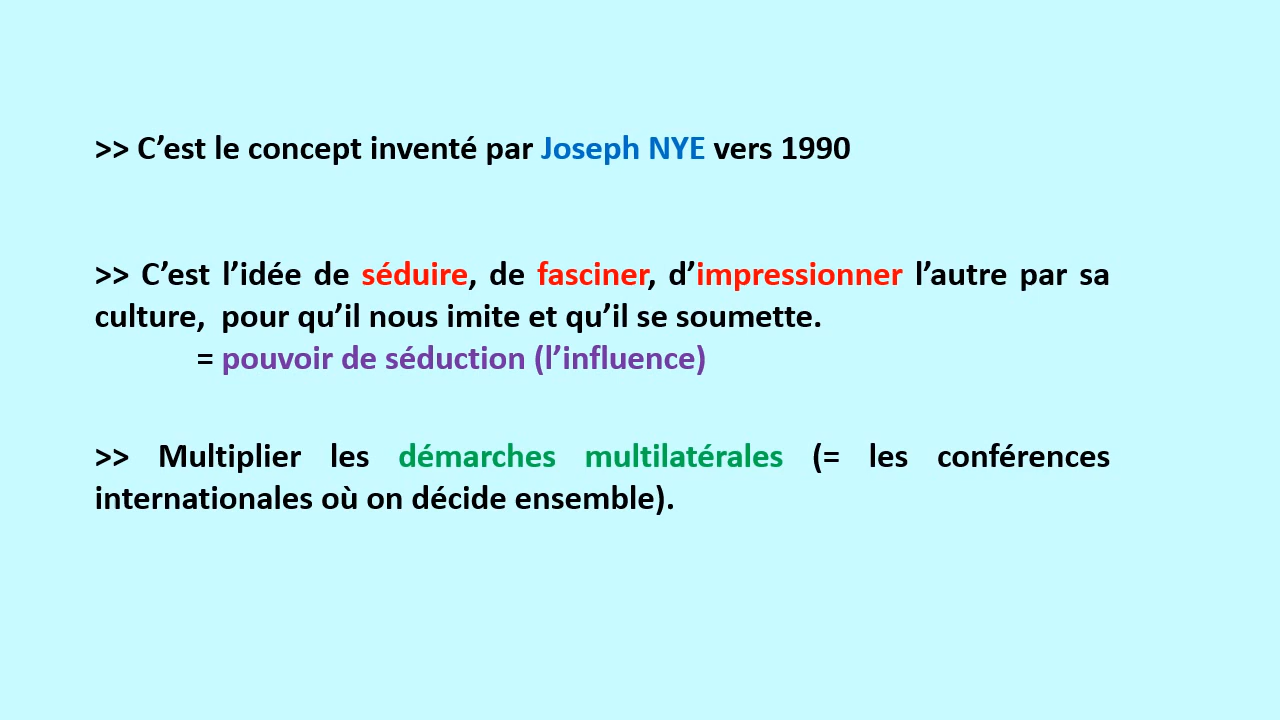 >> C’est le concept inventé par Joseph NYE vers 1990
>> C’est l’idée de séduire, de fasciner, d’impressionner l’autre par sa
culture,  pour qu’il nous imite et qu’il se soumette.
= pouvoir de séduction (l’influence)
>> Multiplier les démarches multilatérales (= les conférences
internationales où on décide ensemble).